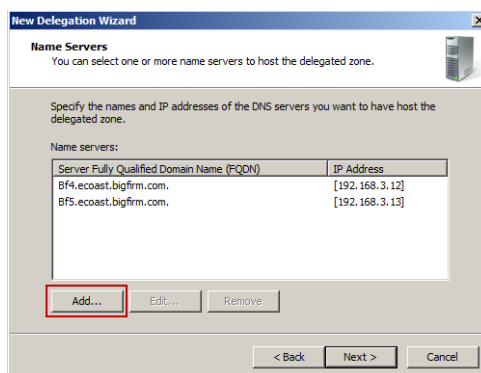 New Delegation Wizard
Name Servers
You can select one or more name servers to host the delegated zone.
Specify the names and IP addresses of the DNS servers you want to have host the
delegated zone.
Name servers:
Server Fully Qualified Domain Name (FQDN) IP Address
Bf4.ecoast.bigfirm.com. [192.168.3.12]
Bf5.ecoast.bigfirm.com. [192.168.3.13]
Add... Edit... Remove
< Back Next > Cancel